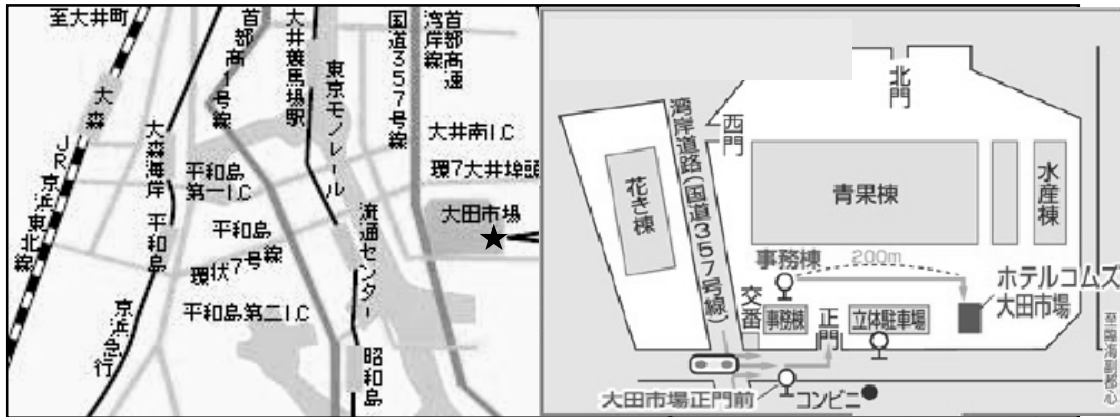 至大井町
大森
JR京浜東北線
京浜急行
大森海岸
平和島
首都高1号線
平和島
第一I.C
平和島
環状7号線
平和島第二I.C
大井競馬場駅
東京モノレール
流通センター
昭和島
国道357号線
首都高速
湾岸線
大井南I.C
環7大井埠頭
大田市場
北門
西門
湾岸道路(国道357号線)
花き棟
青果棟
水産棟
事務棟
200m
ホテルコムズ
大田市場
交番
事務棟
正門
立体駐車場
大田市場正門前
コンビニ
至臨海副都心